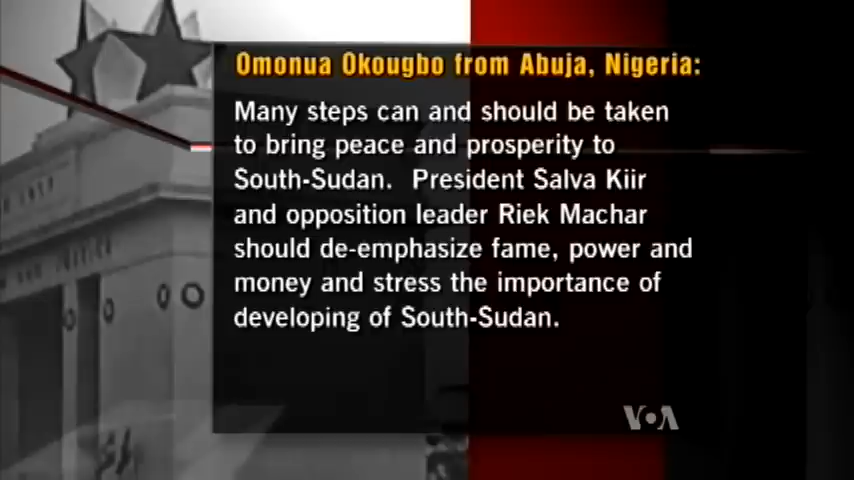 Omonua Okougbo from Abuja, Nigeria:
Many steps can and should be taken
to bring peace and prosperity to
South-Sudan. President Salva Kiir
and opposition leader Riek Machar
should de-emphasize fame, power and
money and stress the importance of
developing of South-Sudan.
VOA